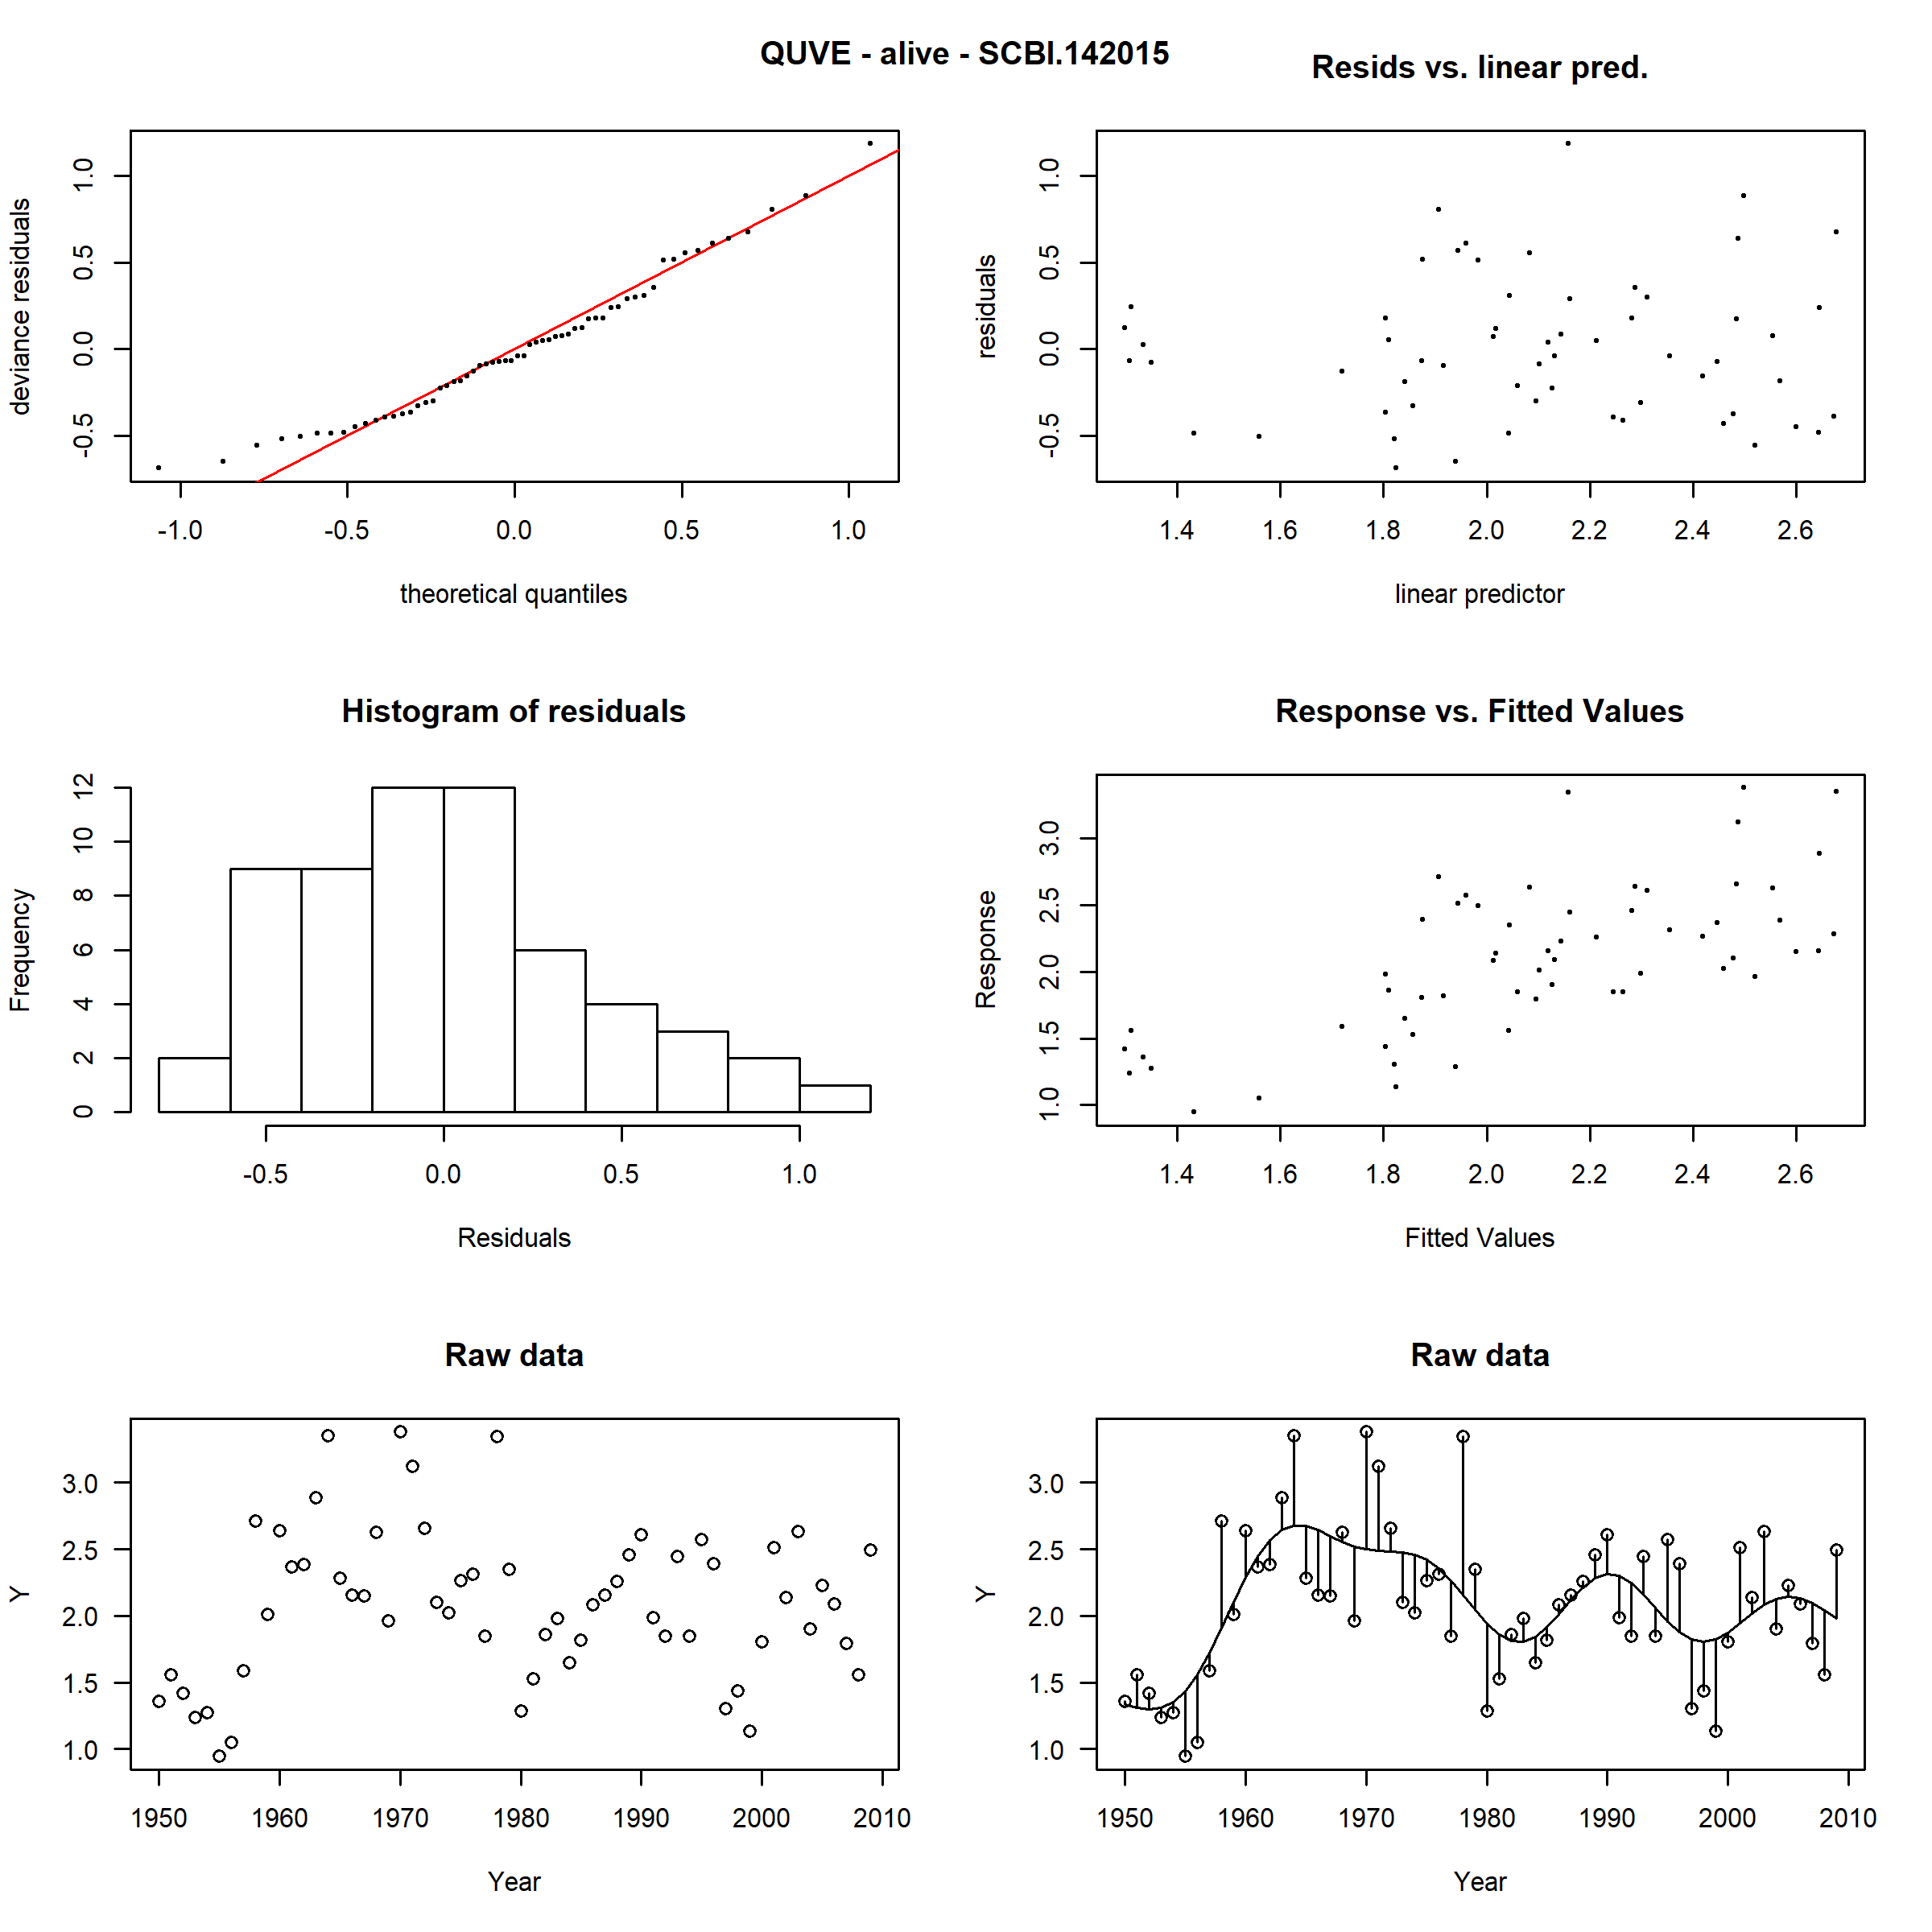 QUVE - alive - SCBI.142015
Resids vs. linear pred.
deviance residuals
-0.5 0.0 0.5 1.0
-1.0 -0.5 0.0 0.5 1.0
theoretical quantiles
residuals
-0.5 0.0 0.5 1.0
1.4 1.6 1.8 2.0 2.2 2.4 2.6
linear predictor
Histogram of residuals
Frequency
0 2 4 6 8 10 12
-0.5 0.0 0.5 1.0
Residuals
Response vs. Fitted Values
Response
1.0 1.5 2.0 2.5 3.0
1.4 1.6 1.8 2.0 2.2 2.4 2.6
Fitted Values
Raw data
Y
3.0
2.5
2.0
1.5
1.0
1950 1960 1970 1980 1990 2000 2010
Year
Raw data
Y
3.0
2.5
2.0
1.5
1.0
1950 1960 1970 1980 1990 2000 2010
Year